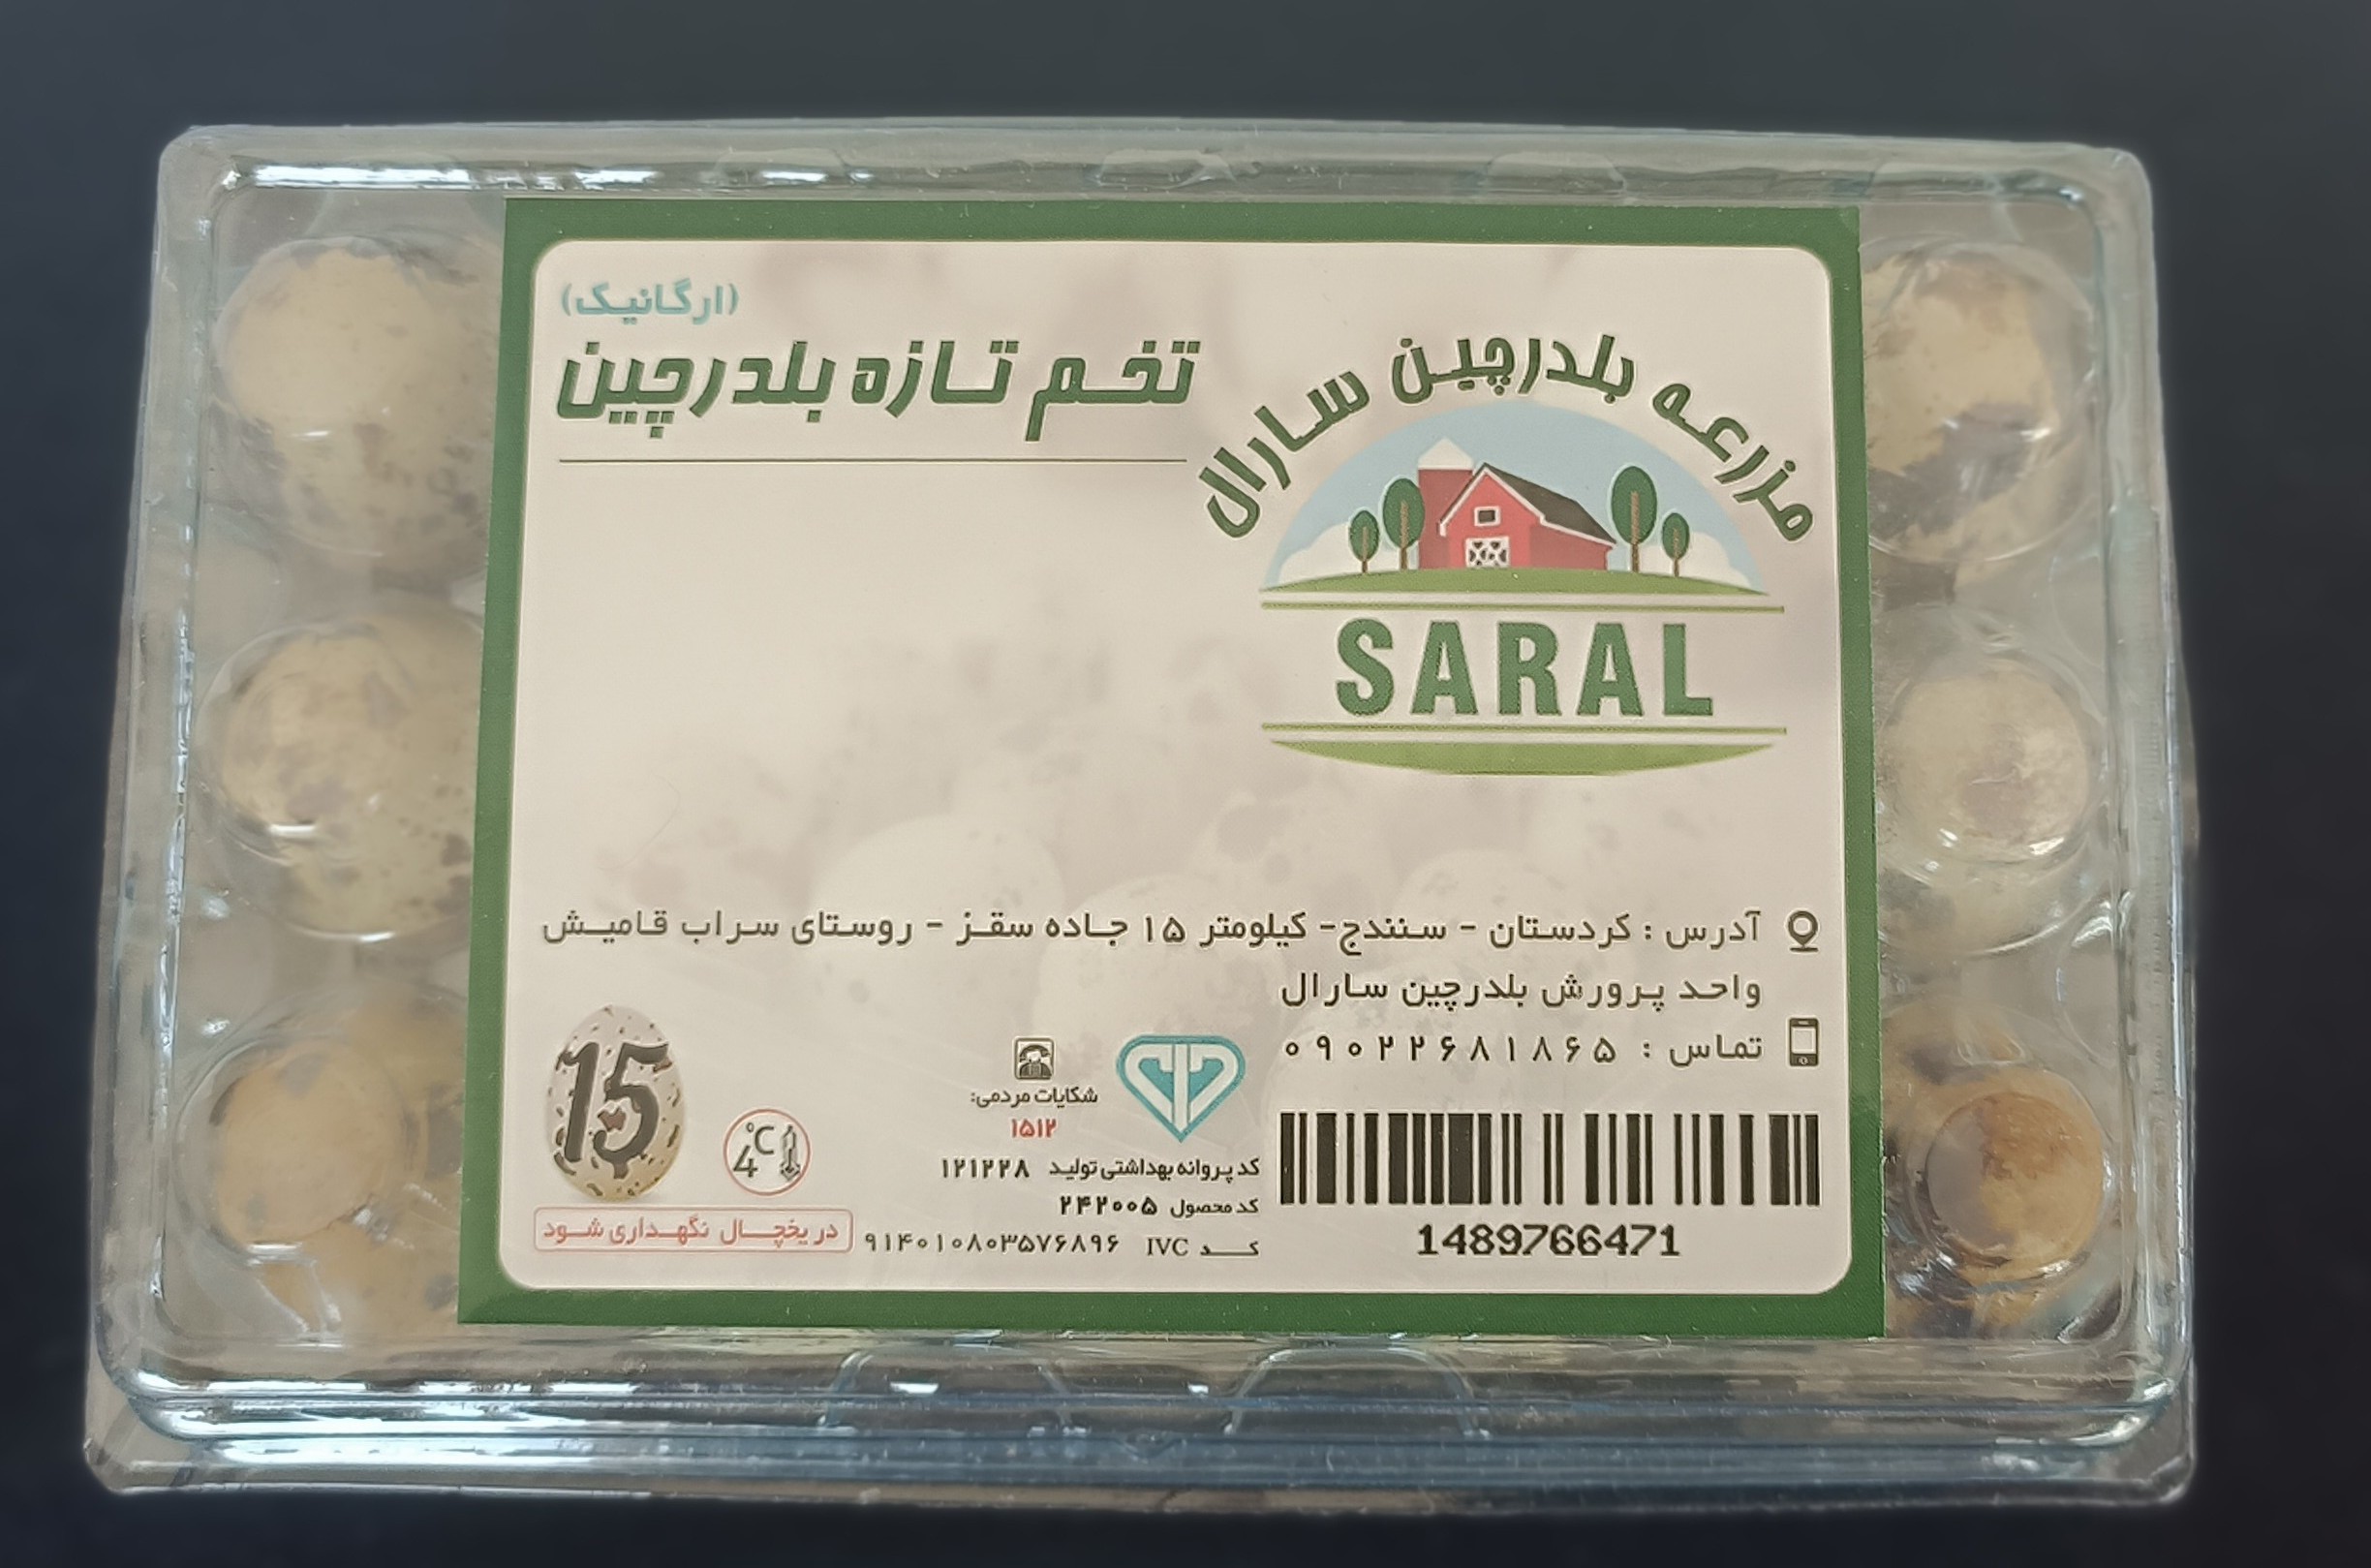 مزرعه بلدرچین سارال
SARAL
(ارگانیک)
تخم تازه بلدرچین
آدرس : کردستان - سنندج- کیلومتر ۱۵ جاده سقز - روستای سراب قامیش
واحد پرورش بلدرچین سارال
تماس : ۰۹۰۲۲۶۸۱۸۶۵
1489766471
شکایات مردمی:
۱۵۱۲
کد پروانه بهداشتی تولید ۱۲۱۲۲۸
کد محصول ۲۴۲۰۰۵
کد IVC ۹۱۴۰۱۰۸۰۳۵۷۶۸۹۶
15
4°C
در یخچال نگهداری شود